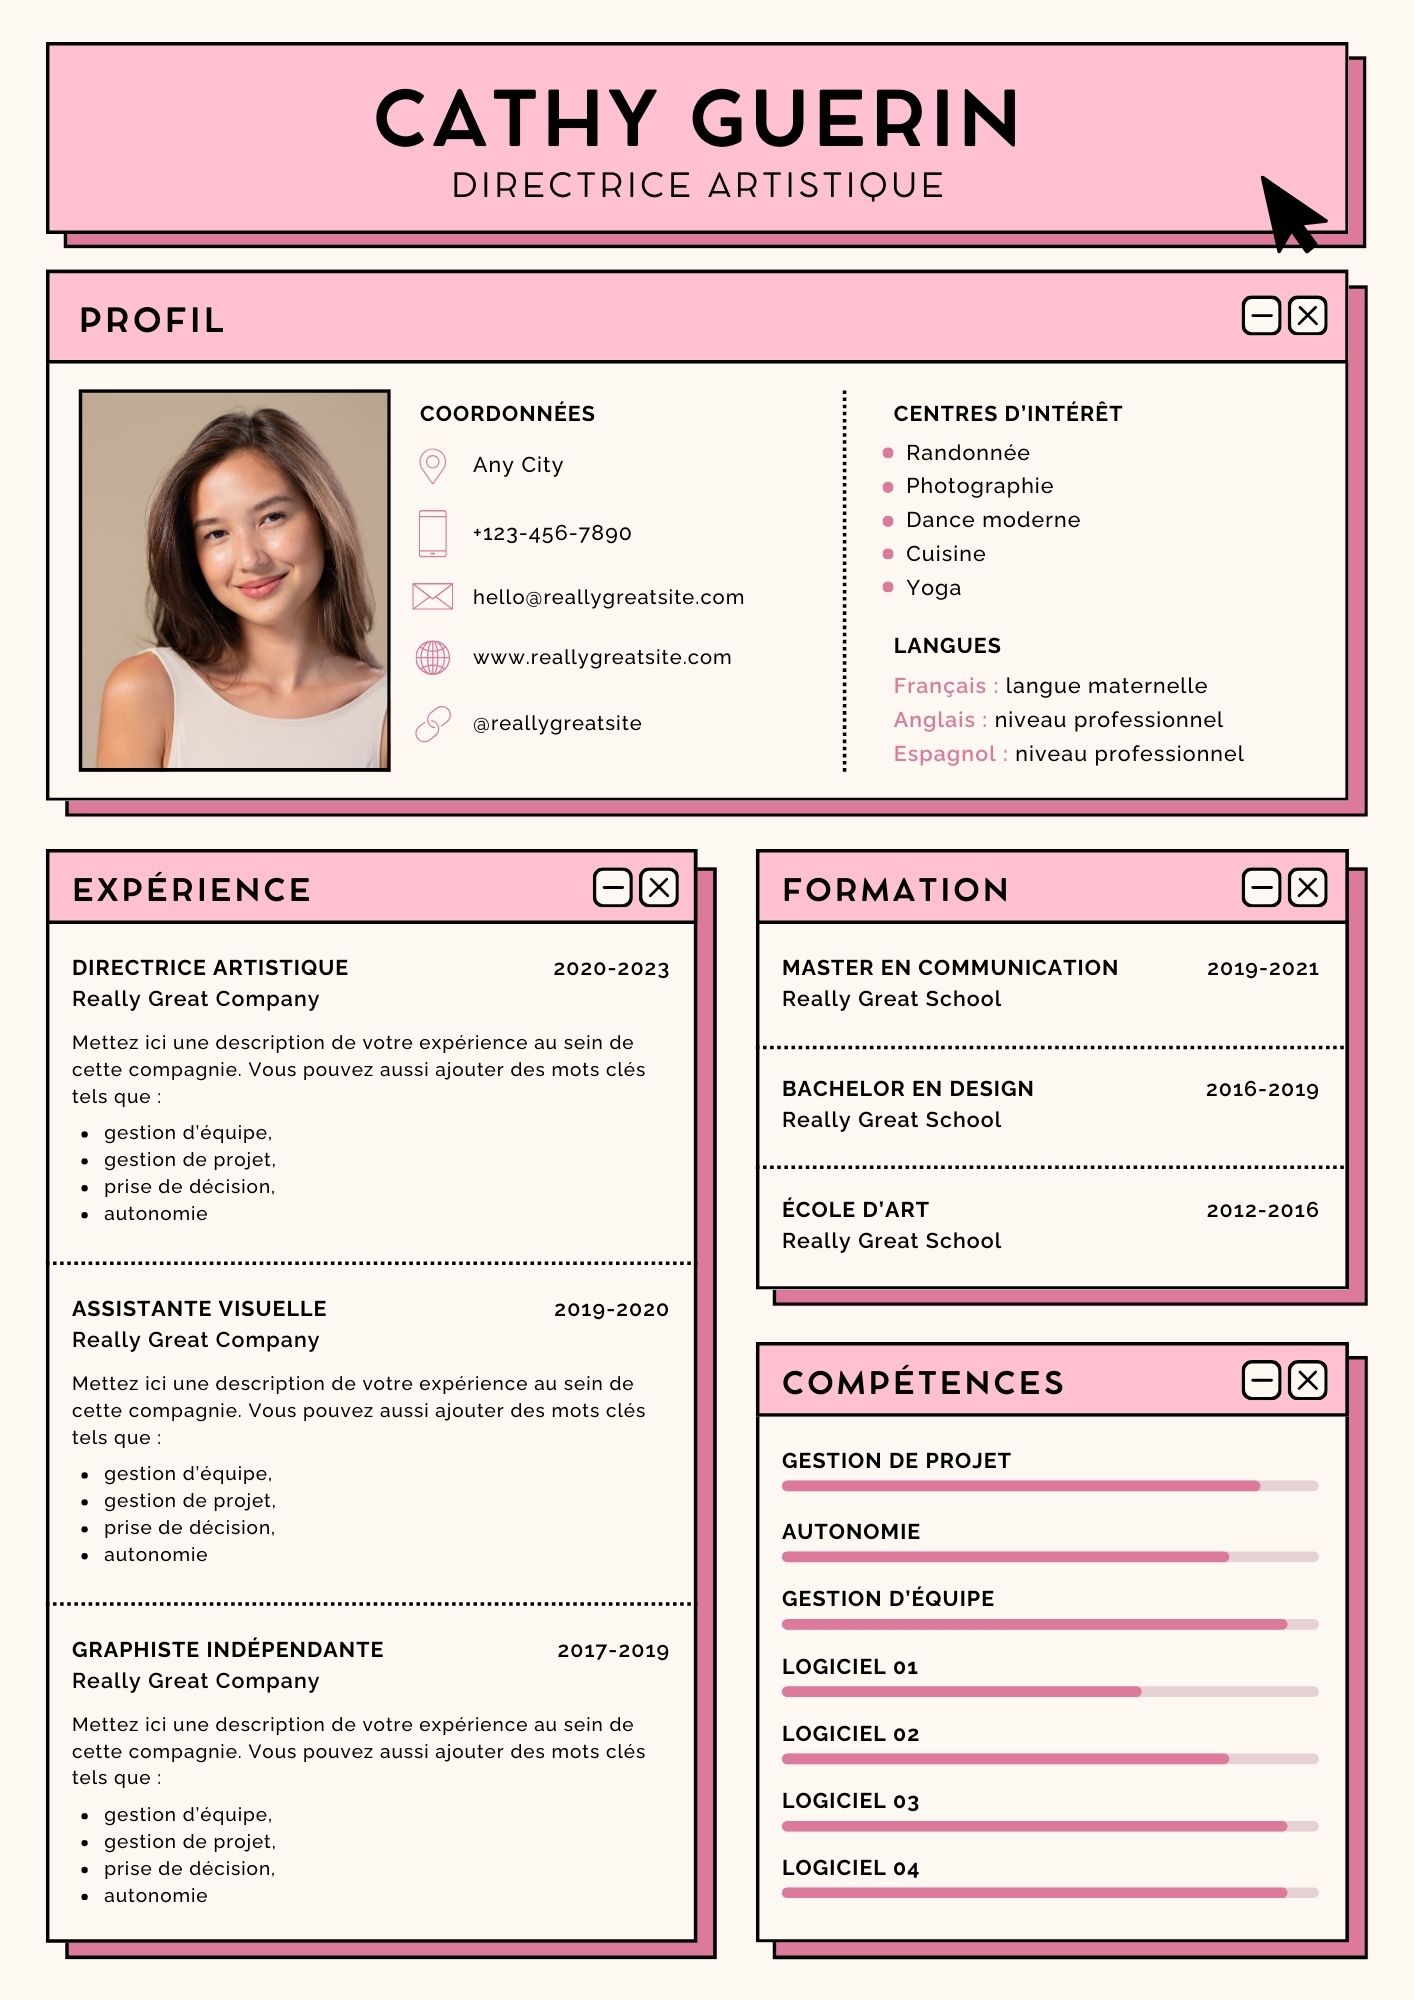 CATHY GUERIN
DIRECTRICE ARTISTIQUE
PROFIL
COORDONNÉES
Any City
+123-456-7890
hello@reallygreatsite.com
www.reallygreatsite.com
@reallygreatsite
CENTRES D'INTÉRÊT
Randonnée
Photographie
Dance moderne
Cuisine
Yoga
LANGUES
Français : langue maternelle
Anglais : niveau professionnel
Espagnol : niveau professionnel
EXPÉRIENCE
DIRECTRICE ARTISTIQUE 2020-2023
Really Great Company
Mettez ici une description de votre expérience au sein de
cette compagnie. Vous pouvez aussi ajouter des mots clés
tels que :
• gestion d'équipe,
• gestion de projet,
• prise de décision,
• autonomie
ASSISTANTE VISUELLE 2019-2020
Really Great Company
Mettez ici une description de votre expérience au sein de
cette compagnie. Vous pouvez aussi ajouter des mots clés
tels que :
• gestion d'équipe,
• gestion de projet,
• prise de décision,
• autonomie
GRAPHISTE INDÉPENDANTE 2017-2019
Really Great Company
Mettez ici une description de votre expérience au sein de
cette compagnie. Vous pouvez aussi ajouter des mots clés
tels que :
• gestion d'équipe,
• gestion de projet,
• prise de décision,
• autonomie
FORMATION
MASTER EN COMMUNICATION 2019-2021
Really Great School
BACHELOR EN DESIGN 2016-2019
Really Great School
ÉCOLE D'ART 2012-2016
Really Great School
COMPÉTENCES
GESTION DE PROJET
AUTONOMIE
GESTION D'ÉQUIPE
LOGICIEL 01
LOGICIEL 02
LOGICIEL 03
LOGICIEL 04